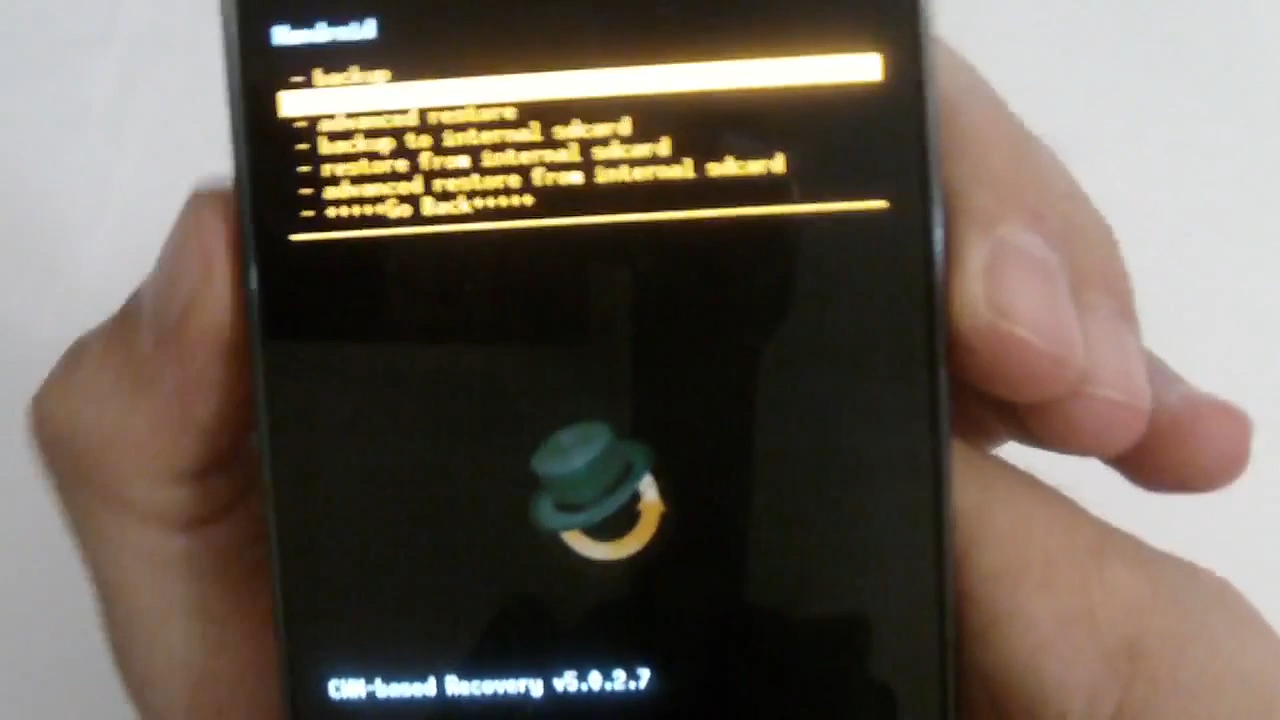 Nandroid
- backup
- advanced restore
- backup to internal sdcard
- restore from internal sdcard
- advanced restore from internal sdcard
- +++++Go Back+++++
CWM-based Recovery v5.0.2.7